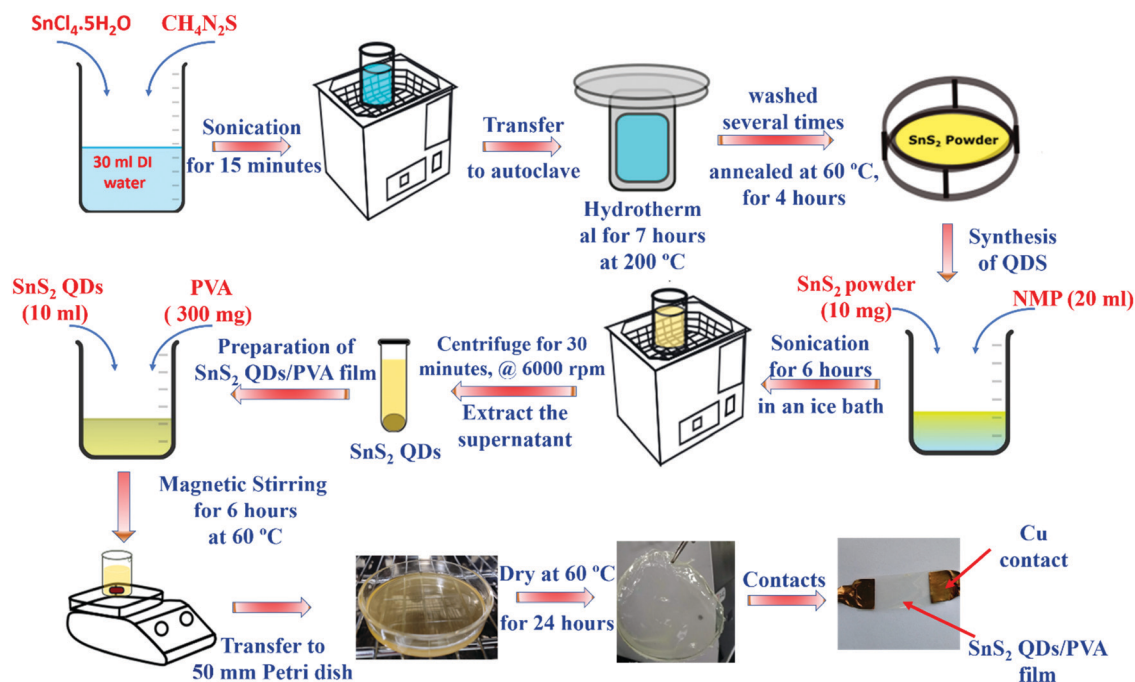 SnCl₄.5H₂O
CH₄N₂S
30 ml DI
water
Sonication
for 15 minutes
Transfer
to autoclave
Hydrotherm
al for 7 hours
at 200 ºC
washed
several times
annealed at 60 ºC,
for 4 hours
SnS₂ Powder
Synthesis
of QDS
SnS₂ powder
(10 mg)
NMP (20 ml)
Sonication
for 6 hours
in an ice bath
Centrifuge for 30
minutes, @ 6000 rpm
Extract the
supernatant
SnS₂ QDs
Preparation of
SnS₂ QDs/PVA film
SnS₂ QDs
(10 ml)
PVA
( 300 mg)
Magnetic Stirring
for 6 hours
at 60 ºC
Transfer to
50 mm Petri dish
Dry at 60 ºC
for 24 hours
Contacts
Cu
contact
SnS₂ QDs/PVA
film